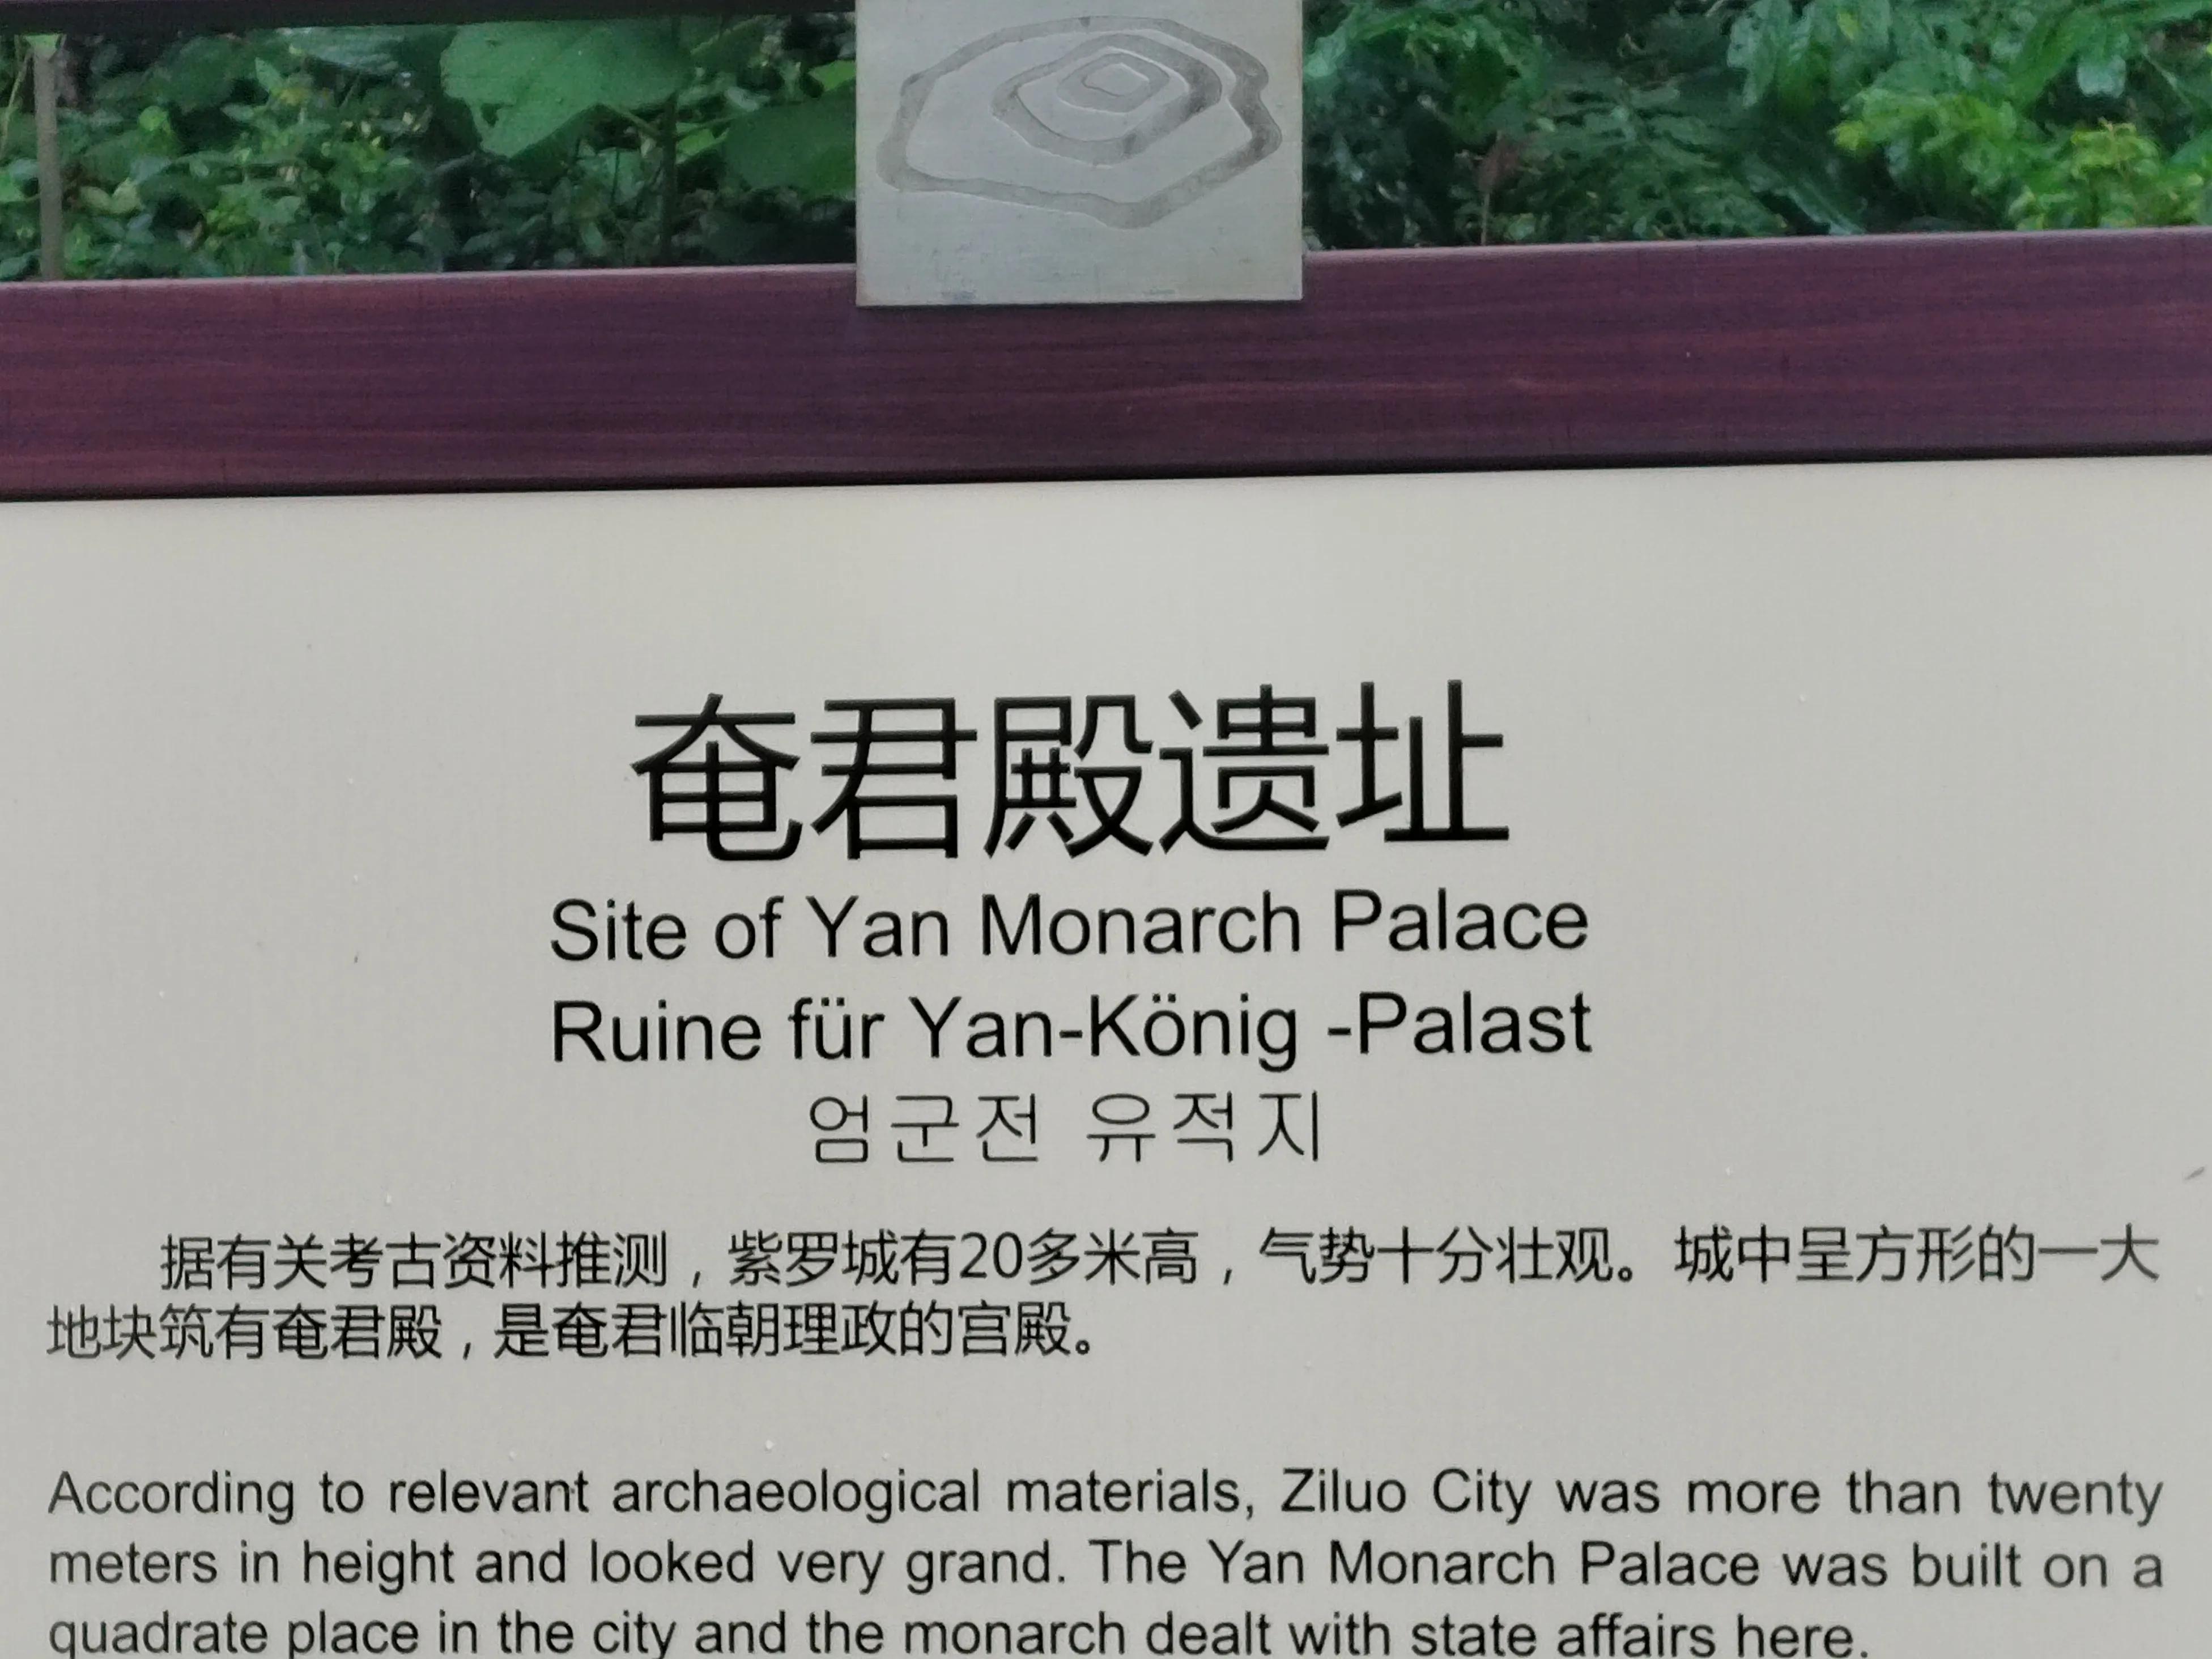 奄君殿遗址
Site of Yan Monarch Palace
Ruine für Yan-König -Palast
엄군전 유적지
据有关考古资料推测，紫罗城有20多米高，气势十分壮观。城中呈方形的一大
地块筑有奄君殿，是奄君临朝理政的宫殿。
According to relevant archaeological materials, Ziluo City was more than twenty
meters in height and looked very grand. The Yan Monarch Palace was built on a
quadrate place in the city and the monarch dealt with state affairs here.